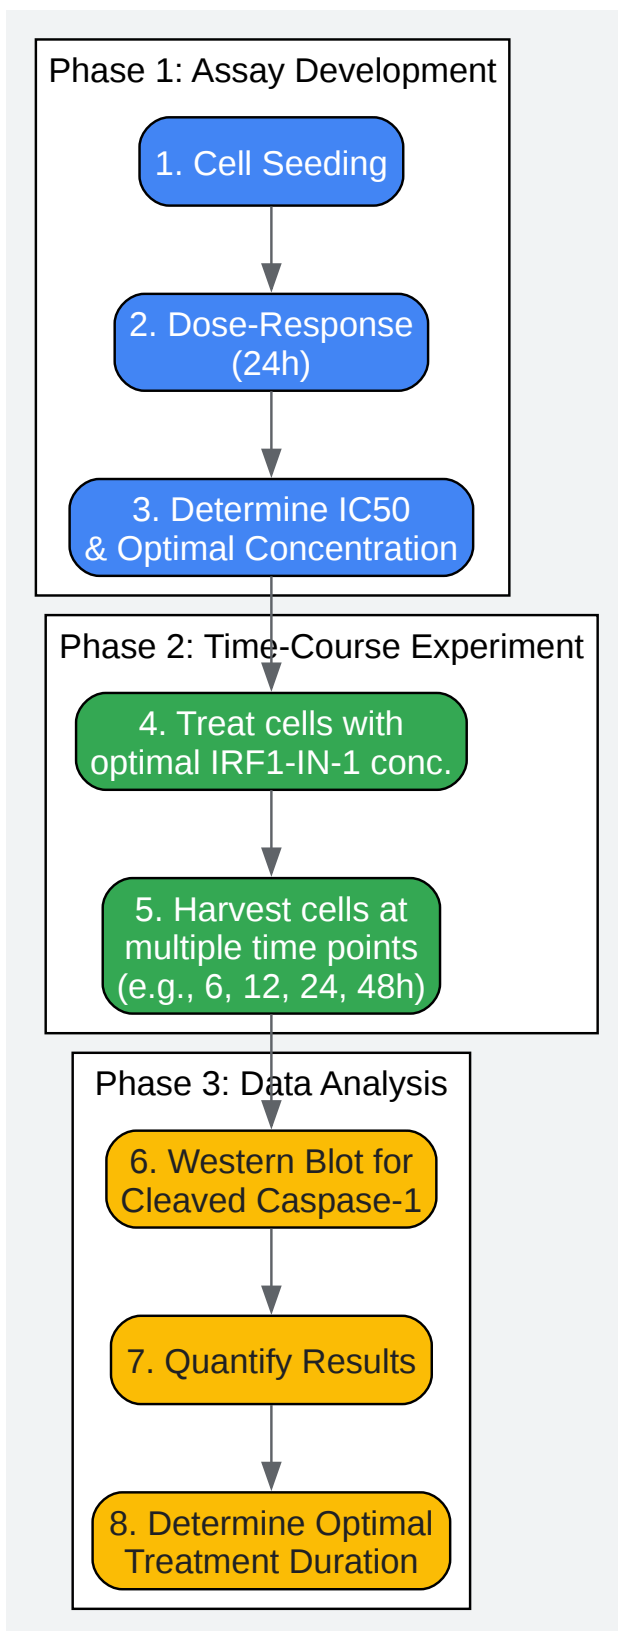 Phase 1: Assay Development
1. Cell Seeding
2. Dose-Response
(24h)
3. Determine IC50
& Optimal Concentration
Phase 2: Time-Course Experiment
4. Treat cells with
optimal IRF1-IN-1 conc.
5. Harvest cells at
multiple time points
(e.g., 6, 12, 24, 48h)
Phase 3: Data Analysis
6. Western Blot for
Cleaved Caspase-1
7. Quantify Results
8. Determine Optimal
Treatment Duration